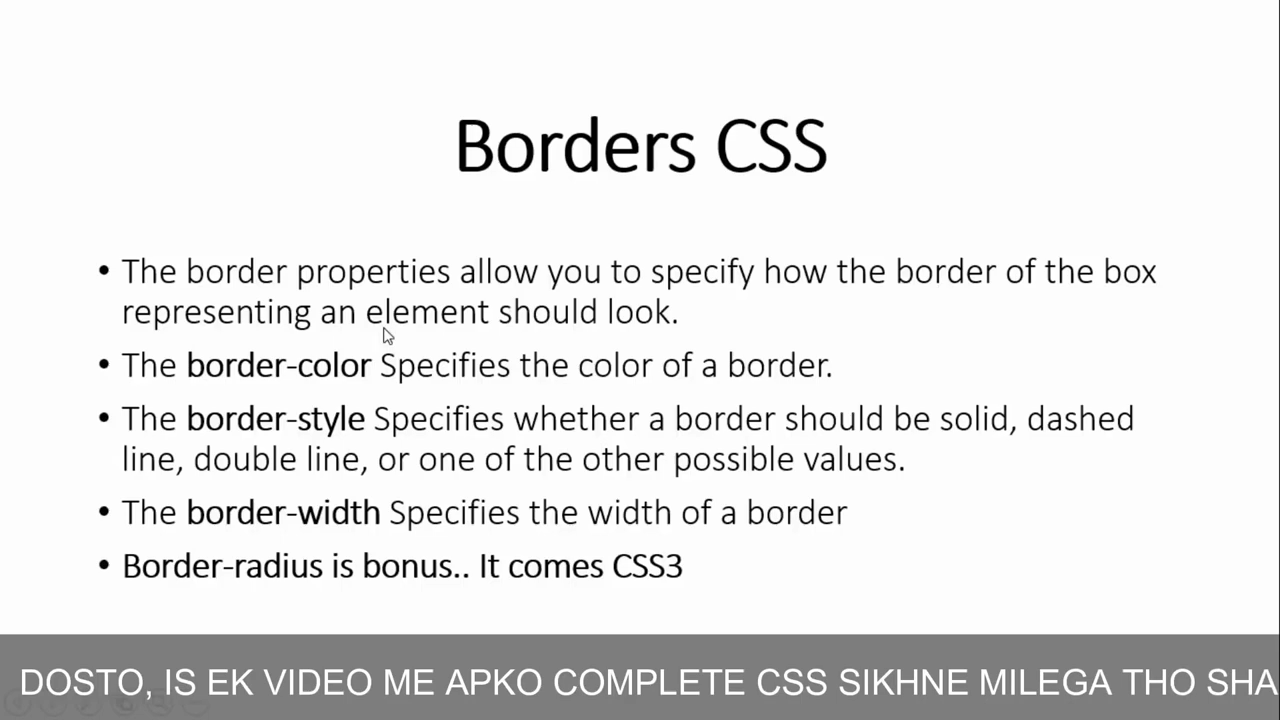 Borders CSS
• The border properties allow you to specify how the border of the box
representing an element should look.
• The border-color Specifies the color of a border.
• The border-style Specifies whether a border should be solid, dashed
line, double line, or one of the other possible values.
• The border-width Specifies the width of a border
• Border-radius is bonus.. It comes CSS3
DOSTO, IS EK VIDEO ME APKO COMPLETE CSS SIKHNE MILEGA THO SHA